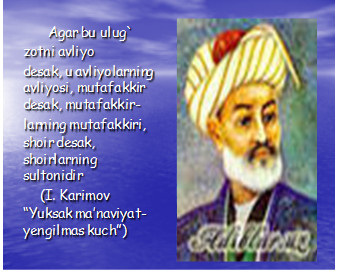 Agar bu ulug`
zotni avliyo
desak, u avliyolarning
avliyosi, mutafakkir
desak, mutafakkir-
larning mutafakkiri,
shoir desak,
shoirlarning
sultonidir
(I. Karimov
“Yuksak ma’naviyat-
yengilmas kuch”)